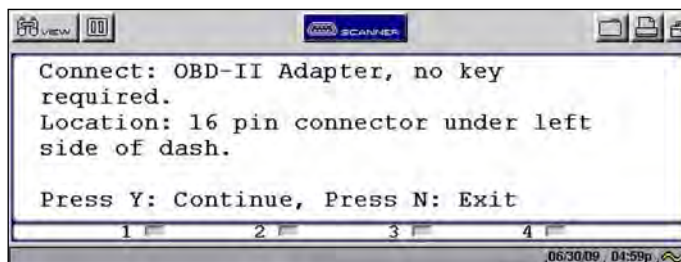 VIEW SCANNER
Connect: OBD-II Adapter, no key
required.
Location: 16 pin connector under left
side of dash.
Press Y: Continue, Press N: Exit
1 2 3 4
06/30/09 04:59p